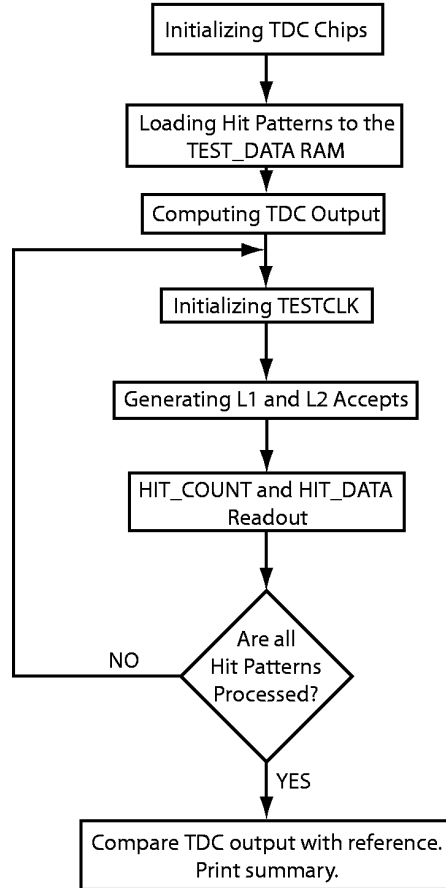 Initializing TDC Chips
Loading Hit Patterns to the
TEST_DATA RAM
Computing TDC Output
Initializing TESTCLK
Generating L1 and L2 Accepts
HIT_COUNT and HIT_DATA
Readout
Are all
Hit Patterns
Processed?
NO
YES
Compare TDC output with reference.
Print summary.